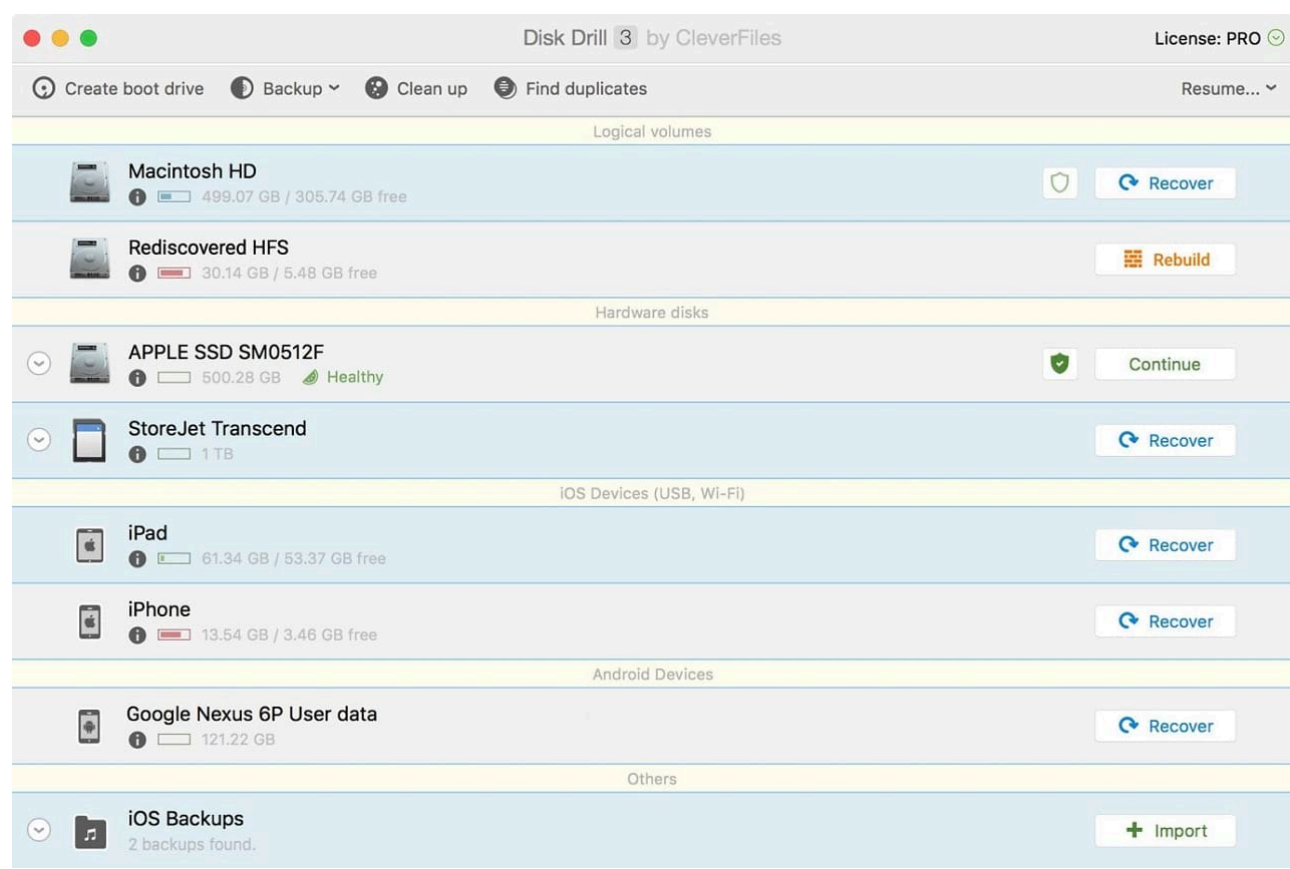 Disk Drill 3 by CleverFiles License: PRO
Create boot drive Backup Clean up Find duplicates Resume...
Logical volumes
Macintosh HD
499.07 GB / 305.74 GB free
Recover
Rediscovered HFS
30.14 GB / 5.48 GB free
Rebuild
Hardware disks
APPLE SSD SM0512F
500.28 GB Healthy
Continue
StoreJet Transcend
1 TB
Recover
iOS Devices (USB, Wi-Fi)
iPad
61.34 GB / 53.37 GB free
Recover
iPhone
13.54 GB / 3.46 GB free
Recover
Android Devices
Google Nexus 6P User data
121.22 GB
Recover
Others
iOS Backups
2 backups found.
Import